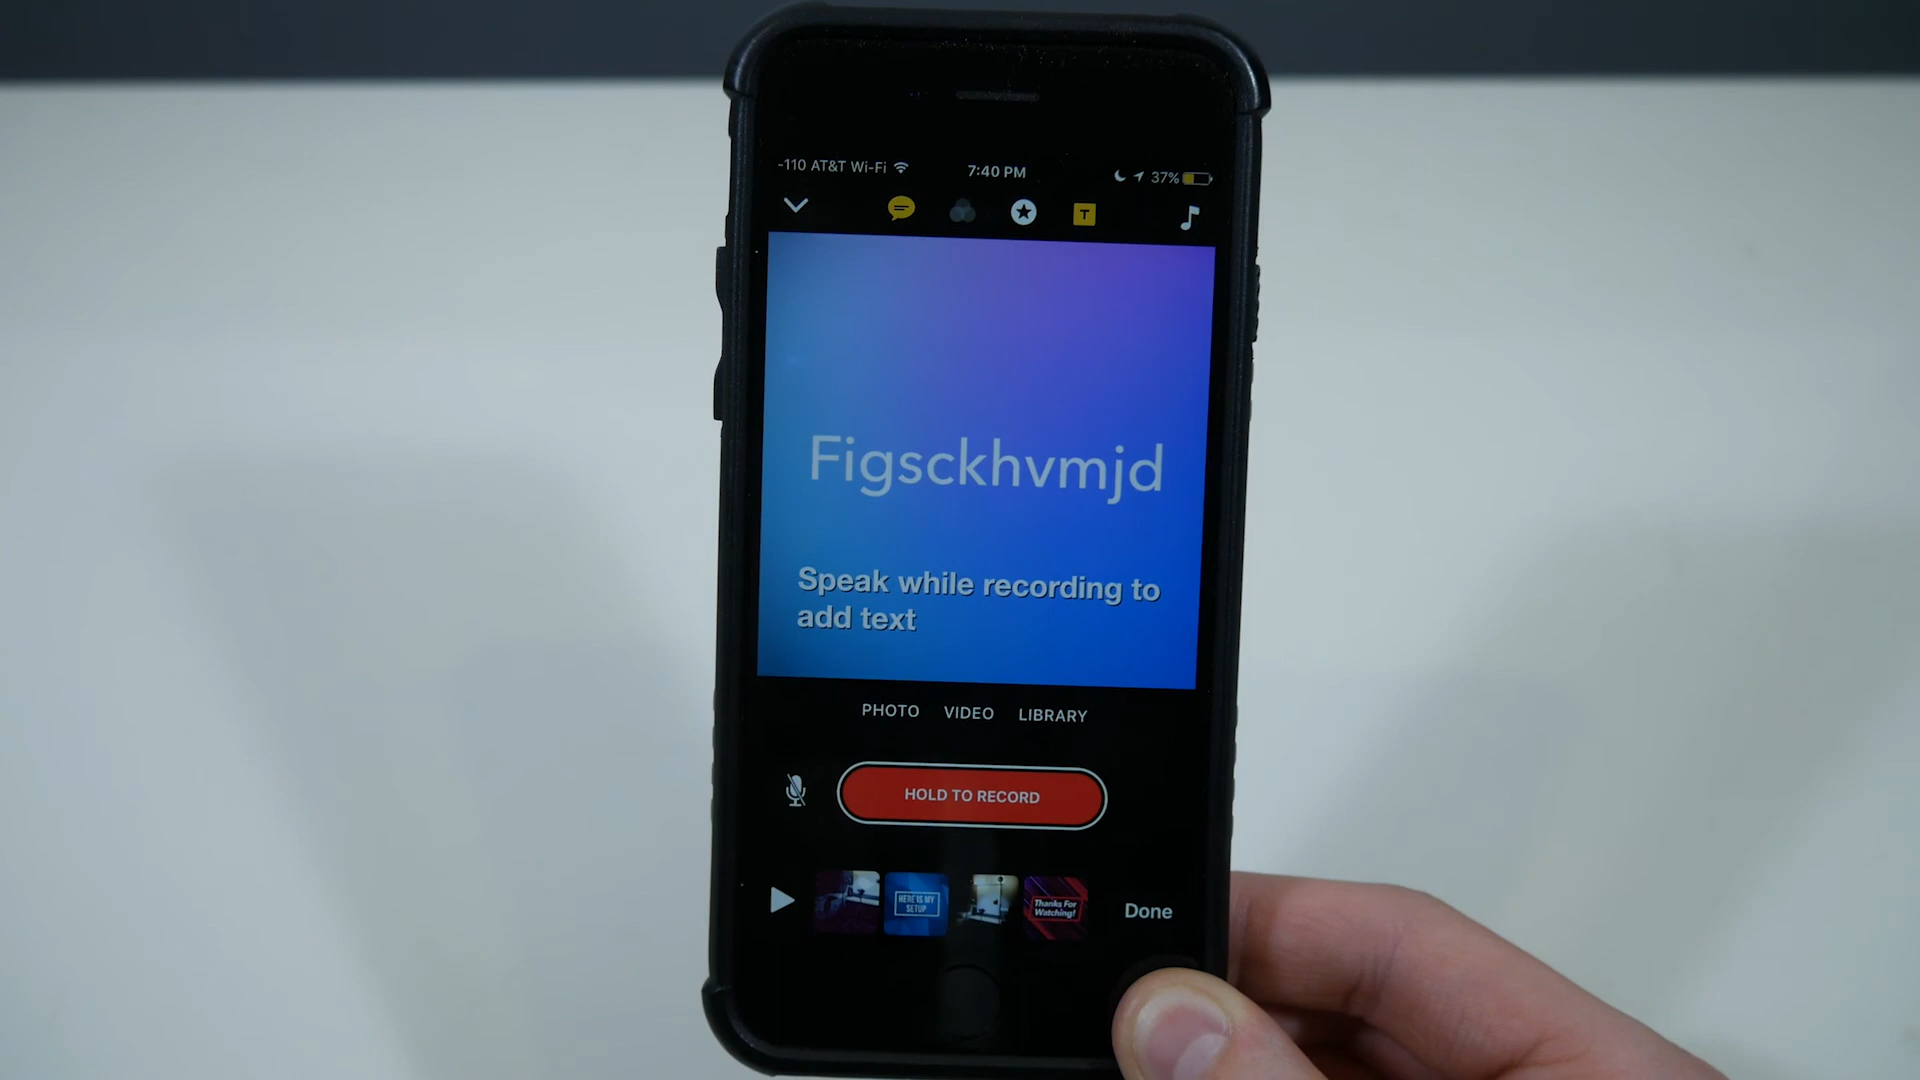 -110 AT&T Wi-Fi 7:40 PM 37%
T
Figsckhvmjd
Speak while recording to
add text
PHOTO VIDEO LIBRARY
HOLD TO RECORD
HERE IS MY
SETUP
Thanks For
Watching!
Done